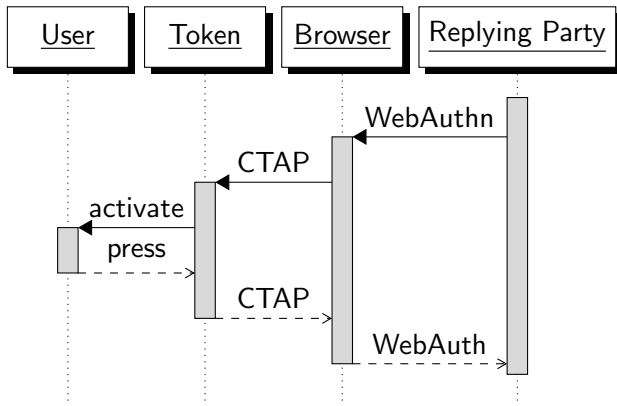 User
Token
Browser
Replying Party
WebAuthn
CTAP
activate
press
CTAP
WebAuth